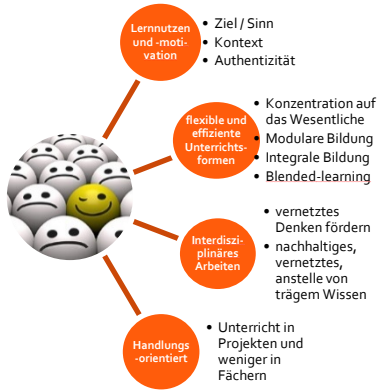 Lernnutzen
und -moti-
vation
• Ziel / Sinn
• Kontext
• Authentizität
flexible und
effiziente
Unterrichts-
formen
• Konzentration auf
das Wesentliche
• Modulare Bildung
• Integrale Bildung
• Blended-learning
Interdiszi-
plinäres
Arbeiten
• vernetztes
Denken fördern
• nachhaltiges,
vernetztes,
anstelle von
trägem Wissen
Handlungs
-orientiert
• Unterricht in
Projekten und
weniger in
Fächern